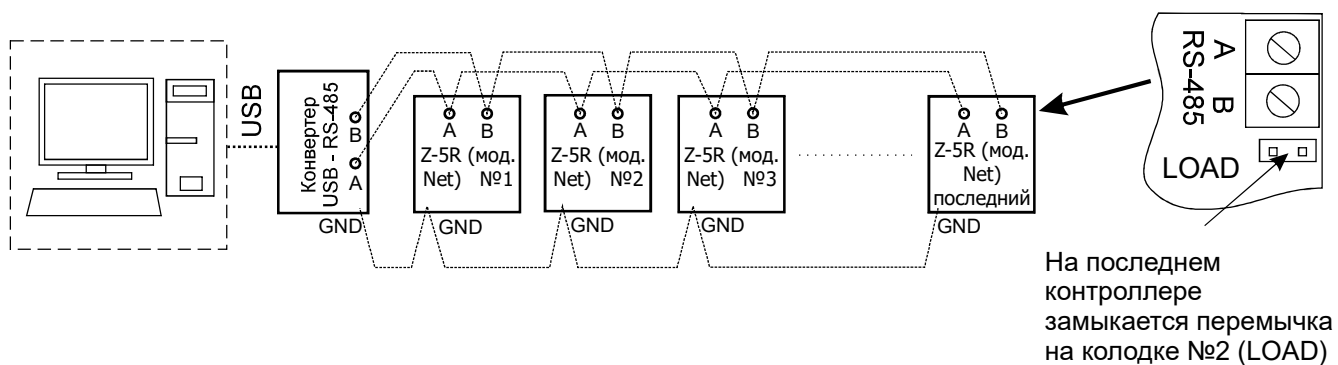 USB
Конвертер
USB - RS-485
B
A
GND
A B
Z-5R (мод.
Net) №1
GND
A B
Z-5R (мод.
Net) №2
GND
A B
Z-5R (мод.
Net) №3
GND
A B
Z-5R (мод.
Net)
последний
GND
A B
RS-485
LOAD
На последнем
контроллере
замыкается перемычка
на колодке №2 (LOAD)